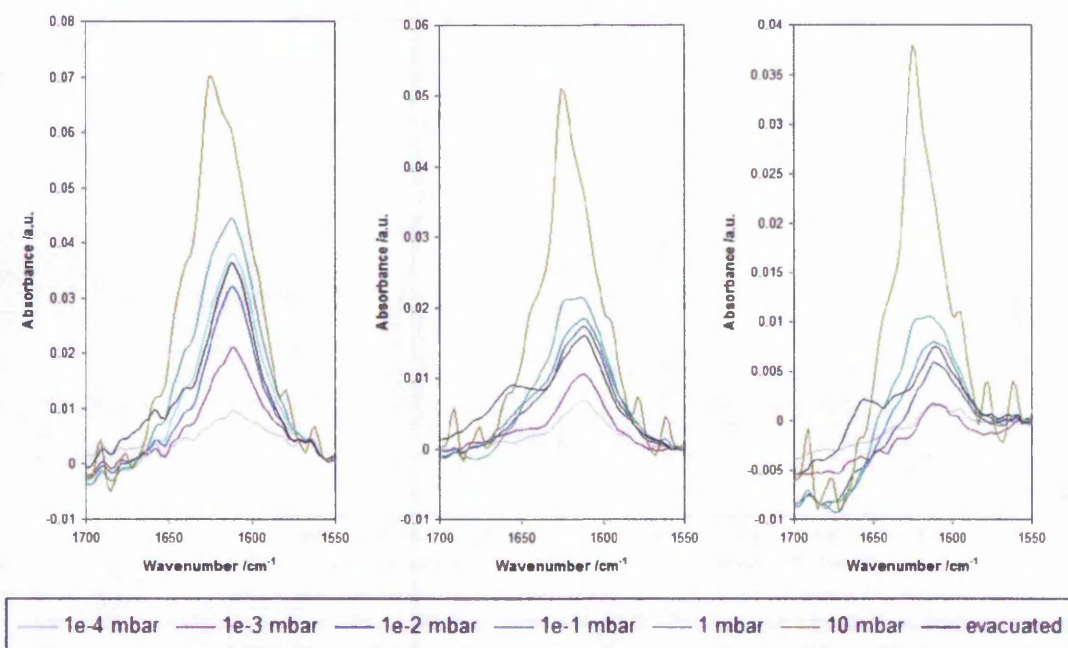 0.08
0.07
0.06
0.05
0.04
0.03
0.02
0.01
0
-0.01
Absorbance /a.u.
1700 1650 1600 1550
Wavenumber /cm⁻¹
0.06
0.05
0.04
0.03
0.02
0.01
0
-0.01
Absorbance /a.u.
1700 1650 1600 1550
Wavenumber /cm⁻¹
0.04
0.035
0.03
0.025
0.02
0.015
0.01
0.005
0
-0.005
-0.01
Absorbance /a.u.
1700 1650 1600 1550
Wavenumber /cm⁻¹
1e-4 mbar 1e-3 mbar 1e-2 mbar 1e-1 mbar 1 mbar 10 mbar evacuated